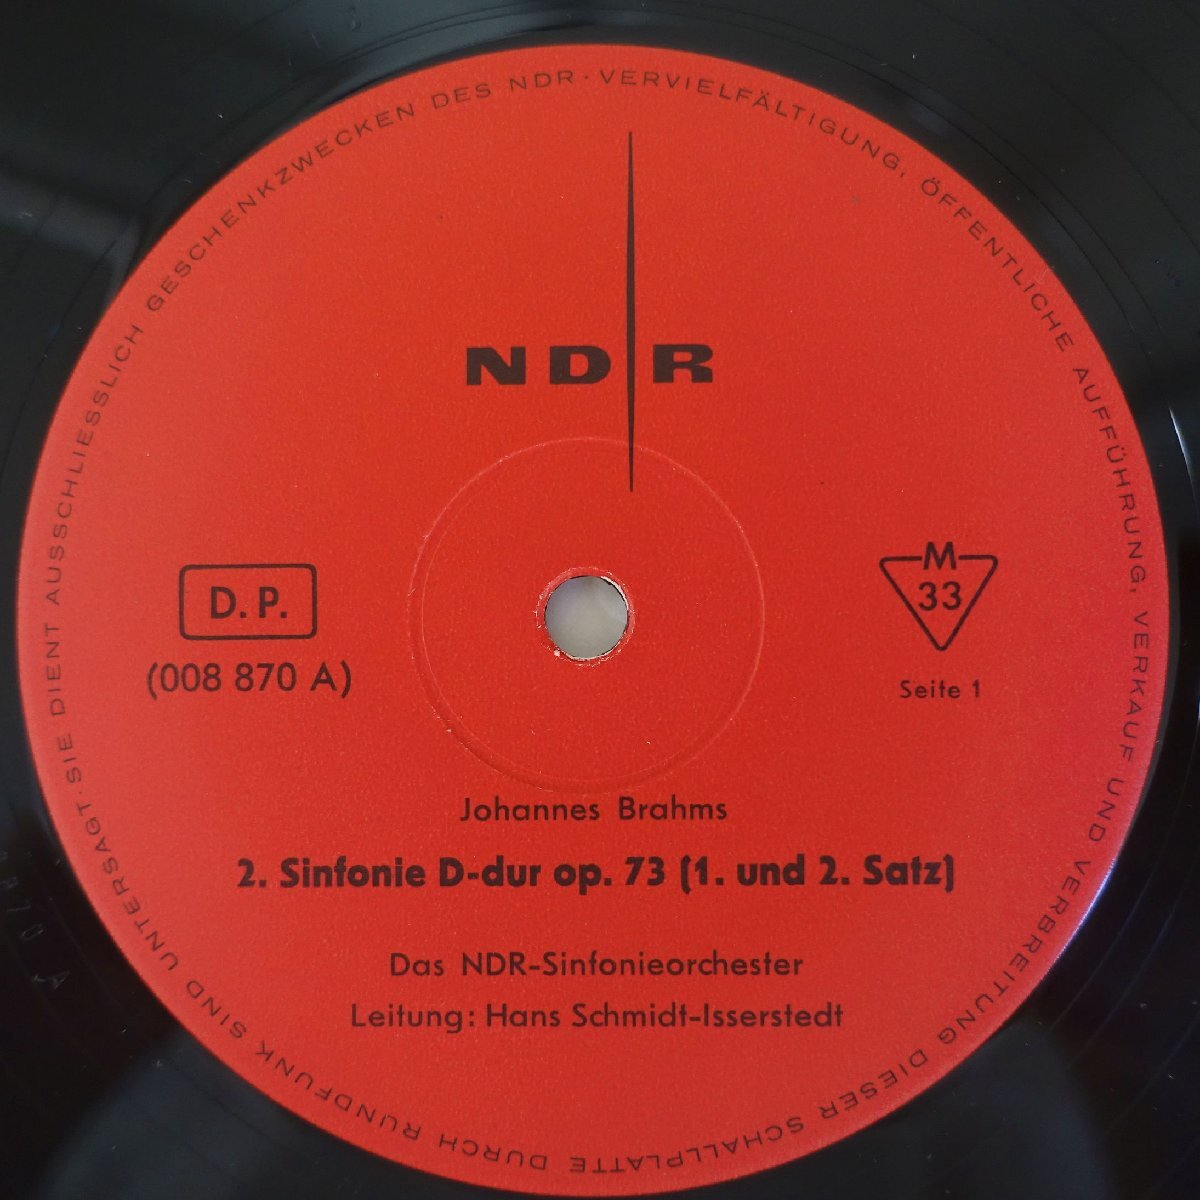 VERVIELFÄLTIGUNG, ÖFFENTLICHE AUFFÜHRUNG, VERKAUF UND VERBREITUNG DIESER SCHALLPLATTE DURCH RUNDFUNK SIND UNTERSAGT · SIE DIENT AUSSCHLIESSLICH GESCHENKZWECKEN DES NDR ·
NDR
D. P.
(008 870 A)
M
33
Seite 1
Johannes Brahms
2. Sinfonie D-dur op. 73 (1. und 2. Satz)
Das NDR-Sinfonieorchester
Leitung: Hans Schmidt-Isserstedt